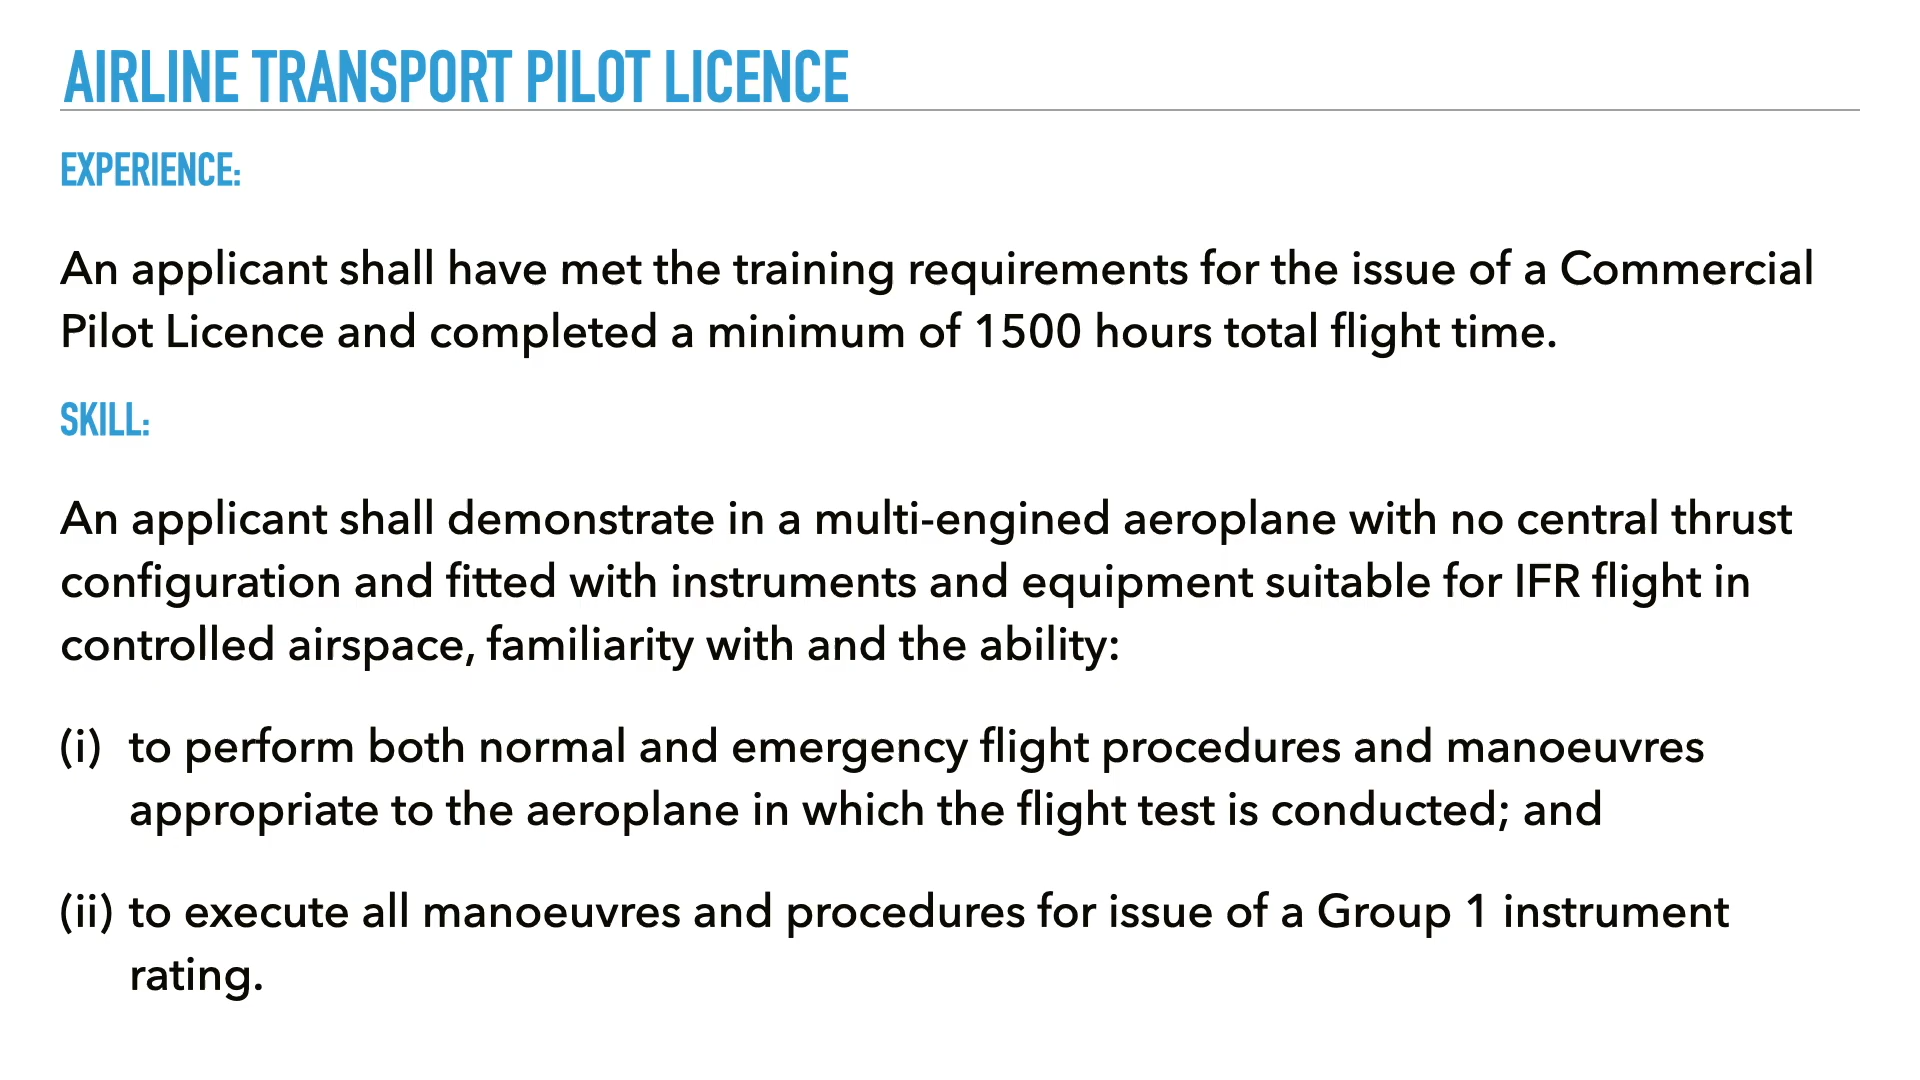 AIRLINE TRANSPORT PILOT LICENCE
EXPERIENCE:
An applicant shall have met the training requirements for the issue of a Commercial
Pilot Licence and completed a minimum of 1500 hours total flight time.
SKILL:
An applicant shall demonstrate in a multi-engined aeroplane with no central thrust
configuration and fitted with instruments and equipment suitable for IFR flight in
controlled airspace, familiarity with and the ability:
(i) to perform both normal and emergency flight procedures and manoeuvres
appropriate to the aeroplane in which the flight test is conducted; and
(ii) to execute all manoeuvres and procedures for issue of a Group 1 instrument
rating.